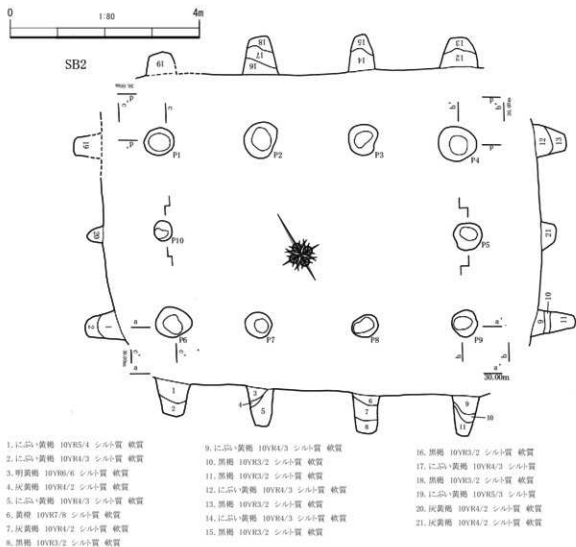 0 1:80 4m
SB2
18
17
16
15
14
13
12
19
P1
P2
P3
P4
P10
P5
P6
P7
P8
P9
30.00m
1. にぶい黄褐 10YR5/4 シルト質 軟質
2. にぶい黄褐 10YR4/3 シルト質 軟質
3. 明黄褐 10YR6/6 シルト質 軟質
4. 灰黄褐 10YR4/2 シルト質 軟質
5. にぶい黄褐 10YR4/3 シルト質 軟質
6. 黄橙 10YR7/8 シルト質 軟質
7. 灰黄褐 10YR4/2 シルト質 軟質
8. 黒褐 10YR3/2 シルト質 軟質
9. にぶい黄褐 10YR4/3 シルト質 軟質
10. 黒褐 10YR3/2 シルト質 軟質
11. 黒褐 10YR3/2 シルト質 軟質
12. にぶい黄褐 10YR4/3 シルト質 軟質
13. 黒褐 10YR3/2 シルト質 軟質
14. にぶい黄褐 10YR4/3 シルト質 軟質
15. 黒褐 10YR3/2 シルト質 軟質
16. 黒褐 10YR3/2 シルト質 軟質
17. にぶい黄褐 10YR4/3 シルト質 軟質
18. 黒褐 10YR3/2 シルト質 軟質
19. にぶい黄褐 10YR5/3 シルト質 軟質
20. 灰黄褐 10YR4/2 シルト質 軟質
21. 灰黄褐 10YR4/2 シルト質 軟質